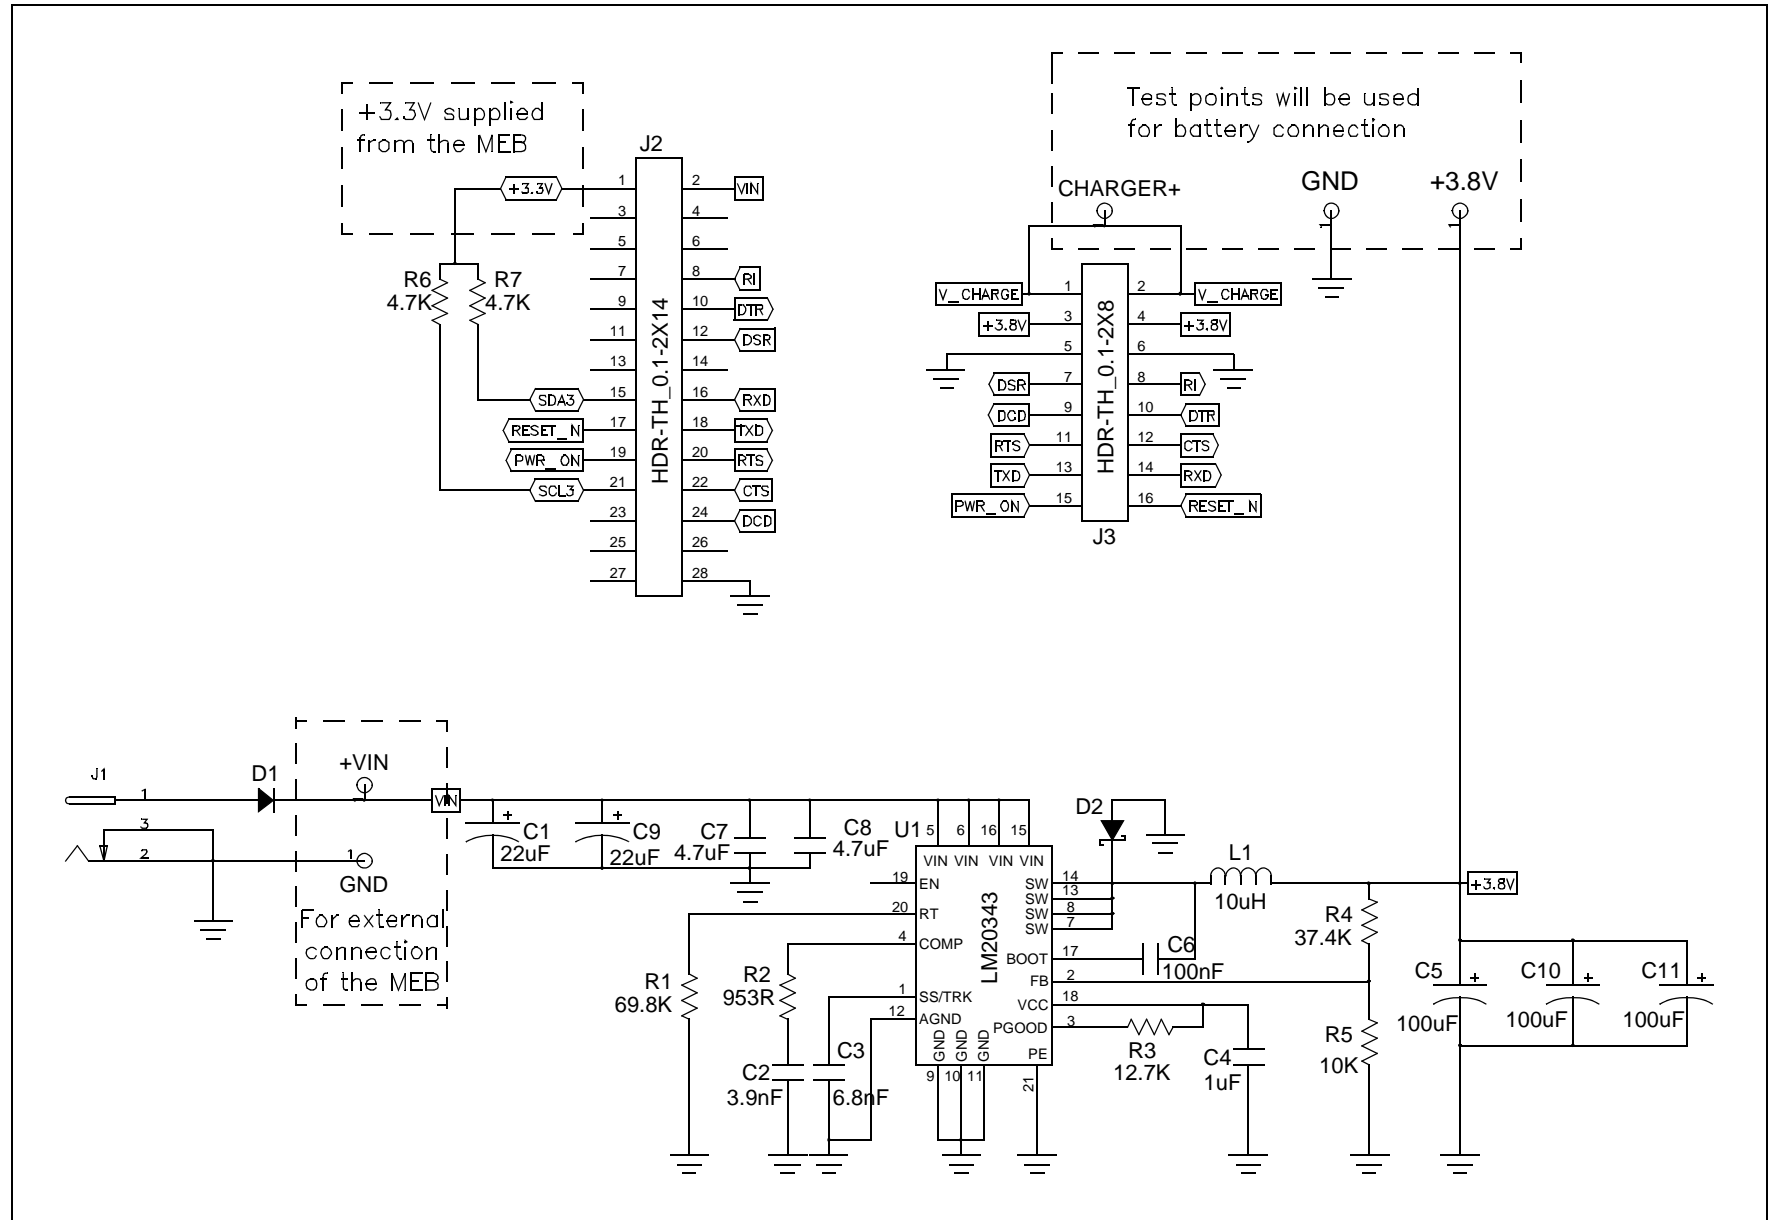 +3.3V supplied
from the MEB
J2
+3.3V
1 2 VIN
3 4
5 6
R6 4.7K
R7 4.7K
7 8 RI
9 10 DTR
11 12 DSR
13 14
SDA3 15 16 RXD
RESET_N 17 18 TXD
PWR_ON 19 20 RTS
SCL3 21 22 CTS
23 24 DCD
25 26
27 28
HDR-TH_0.1-2X14
Test points will be used
for battery connection
CHARGER+ GND +3.8V
1 1 1
V_CHARGE 1 2 V_CHARGE
+3.8V 3 4 +3.8V
5 6
DSR 7 8 RI
DCD 9 10 DTR
RTS 11 12 CTS
TXD 13 14 RXD
PWR_ON 15 16 RESET_N
HDR-TH_0.1-2X8
J3
J1
1
3
2
D1
+VIN
1
VIN
1
GND
For external
connection
of the MEB
+ C1
22uF
+ C9
22uF
C7
4.7uF
C8
4.7uF
U1
5 6 16 15
VIN VIN VIN VIN
19 EN
20 RT
4 COMP
1 SS/TRK
12 AGND
LM20343
SW 14
SW 13
SW 8
SW 7
BOOT 17
FB 2
VCC 18
PGOOD 3
PE
GND GND GND
9 10 11 21
R1
69.8K
R2
953R
C2
3.9nF
C3
6.8nF
D2
L1
10uH
C6
100nF
R3
12.7K
C4
1uF
R4
37.4K
R5
10K
+3.8V
C5 +
100uF
C10 +
100uF
C11 +
100uF